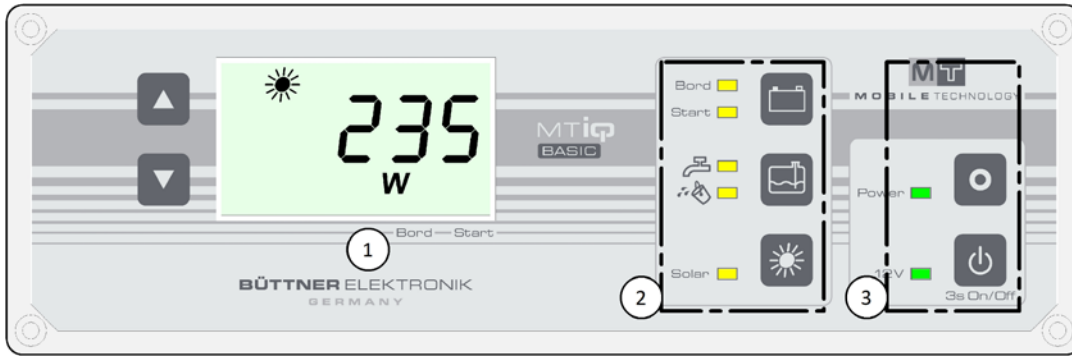 235
W
Bord — Start
BÜTTNER ELEKTRONIK
GERMANY
1
MTiQ
BASIC
Bord
Start
Solar
2
MT
MOBILE TECHNOLOGY
Power
12V
3s On/Off
3